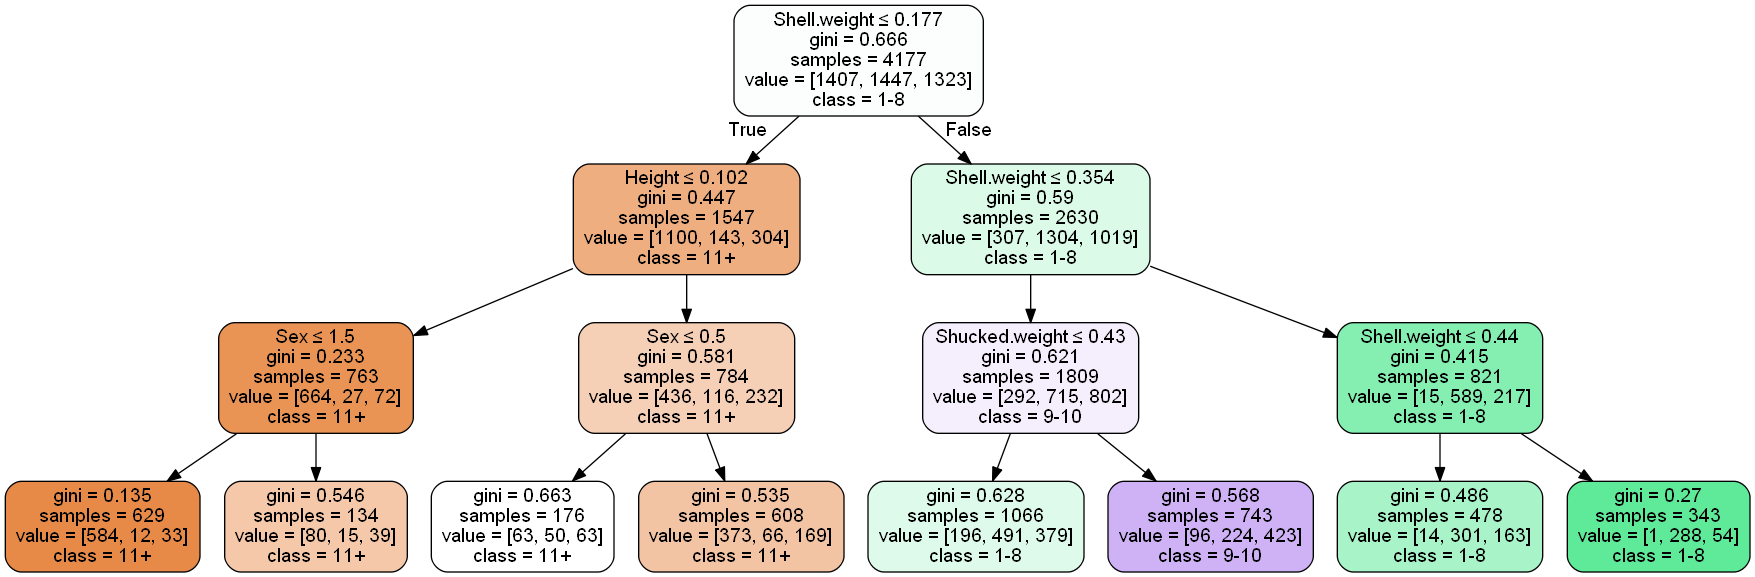 Shell.weight ≤ 0.177
gini = 0.666
samples = 4177
value = [1407, 1447, 1323]
class = 1-8
True
False
Height ≤ 0.102
gini = 0.447
samples = 1547
value = [1100, 143, 304]
class = 11+
Shell.weight ≤ 0.354
gini = 0.59
samples = 2630
value = [307, 1304, 1019]
class = 1-8
Sex ≤ 1.5
gini = 0.233
samples = 763
value = [664, 27, 72]
class = 11+
Sex ≤ 0.5
gini = 0.581
samples = 784
value = [436, 116, 232]
class = 11+
Shucked.weight ≤ 0.43
gini = 0.621
samples = 1809
value = [292, 715, 802]
class = 9-10
Shell.weight ≤ 0.44
gini = 0.415
samples = 821
value = [15, 589, 217]
class = 1-8
gini = 0.135
samples = 629
value = [584, 12, 33]
class = 11+
gini = 0.546
samples = 134
value = [80, 15, 39]
class = 11+
gini = 0.663
samples = 176
value = [63, 50, 63]
class = 11+
gini = 0.535
samples = 608
value = [373, 66, 169]
class = 11+
gini = 0.628
samples = 1066
value = [196, 491, 379]
class = 1-8
gini = 0.568
samples = 743
value = [96, 224, 423]
class = 9-10
gini = 0.486
samples = 478
value = [14, 301, 163]
class = 1-8
gini = 0.27
samples = 343
value = [1, 288, 54]
class = 1-8